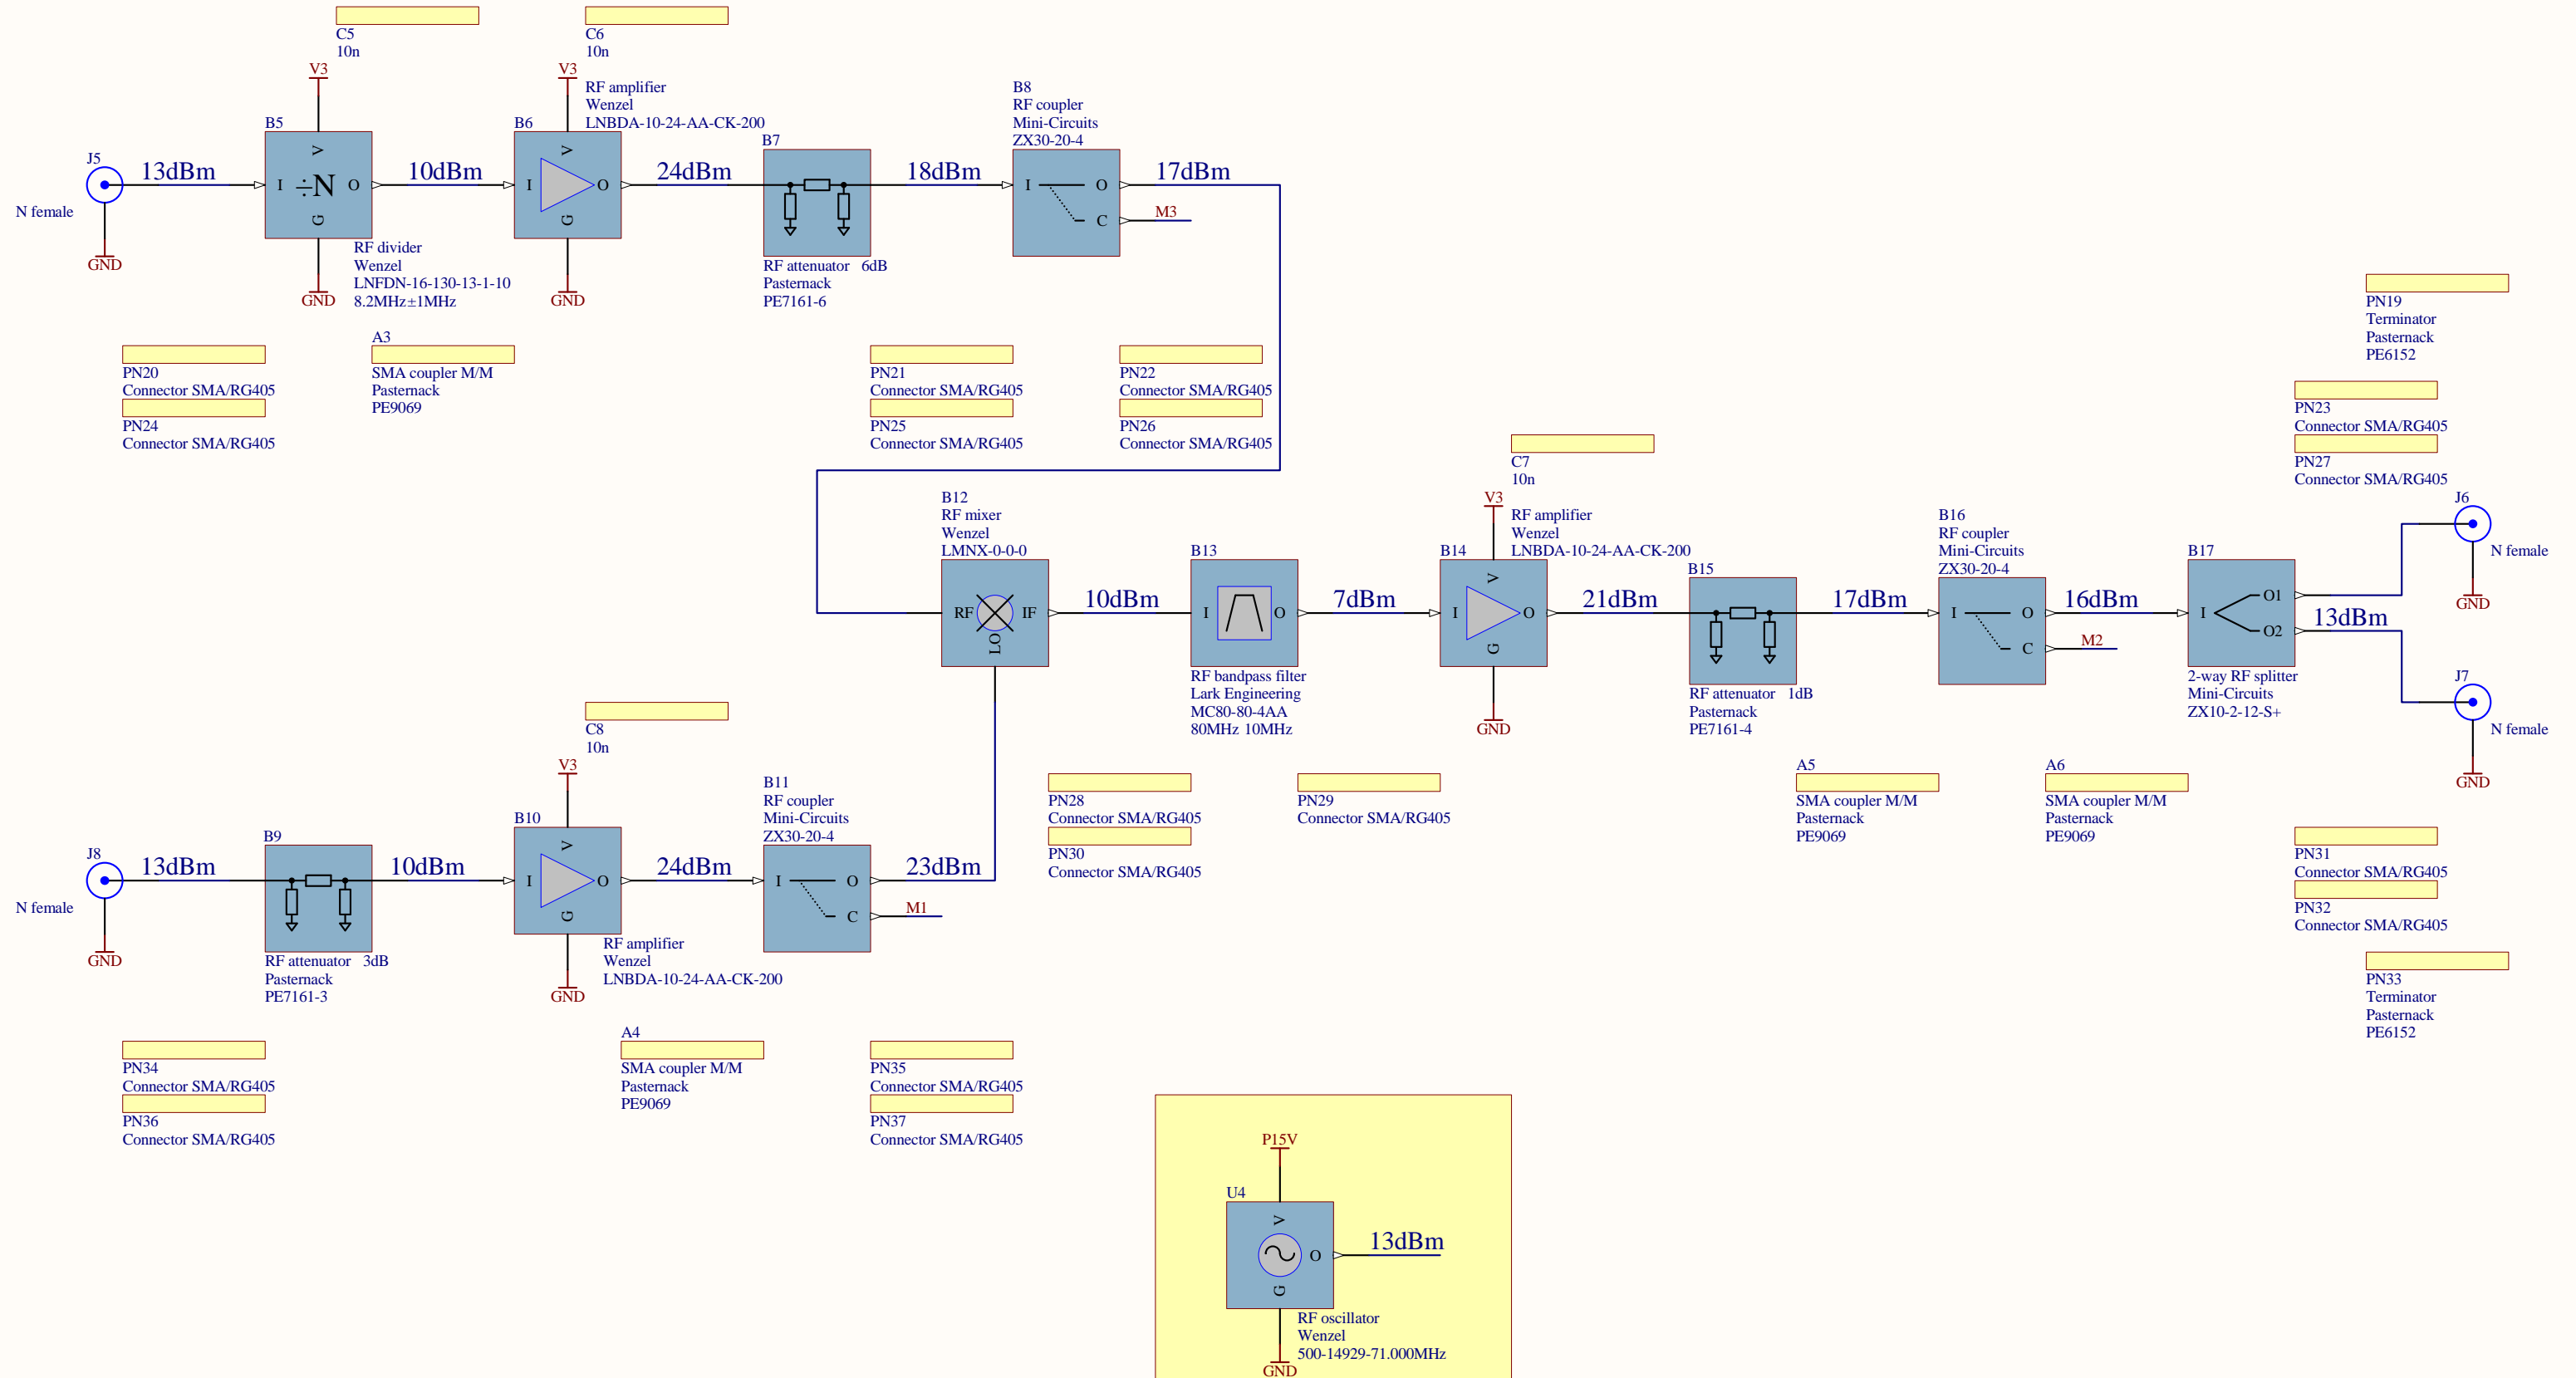 C5
10n
V3
B5
I ÷N O
V
G
GND
RF divider
Wenzel
LNFDN-16-130-13-1-10
8.2MHz±1MHz
J5
N female
GND
13dBm
10dBm
C6
10n
V3
RF amplifier
Wenzel
LNBDA-10-24-AA-CK-200
B6
V
I O
G
GND
24dBm
B7
RF attenuator 6dB
Pasternack
PE7161-6
18dBm
B8
RF coupler
Mini-Circuits
ZX30-20-4
I O
C
17dBm
M3
PN20
Connector SMA/RG405
PN24
Connector SMA/RG405
A3
SMA coupler M/M
Pasternack
PE9069
PN21
Connector SMA/RG405
PN25
Connector SMA/RG405
PN22
Connector SMA/RG405
PN26
Connector SMA/RG405
PN19
Terminator
Pasternack
PE6152
PN23
Connector SMA/RG405
PN27
Connector SMA/RG405
B12
RF mixer
Wenzel
LMNX-0-0-0
RF IF
LO
10dBm
B13
I O
RF bandpass filter
Lark Engineering
MC80-80-4AA
80MHz 10MHz
7dBm
C7
10n
V3
RF amplifier
Wenzel
LNBDA-10-24-AA-CK-200
B14
V
I O
G
GND
21dBm
B15
RF attenuator 1dB
Pasternack
PE7161-4
17dBm
B16
RF coupler
Mini-Circuits
ZX30-20-4
I O
C
16dBm
M2
B17
I O1
O2
2-way RF splitter
Mini-Circuits
ZX10-2-12-S+
13dBm
J6
N female
GND
J7
N female
GND
PN28
Connector SMA/RG405
PN30
Connector SMA/RG405
PN29
Connector SMA/RG405
A5
SMA coupler M/M
Pasternack
PE9069
A6
SMA coupler M/M
Pasternack
PE9069
PN31
Connector SMA/RG405
PN32
Connector SMA/RG405
PN33
Terminator
Pasternack
PE6152
J8
N female
GND
13dBm
B9
RF attenuator 3dB
Pasternack
PE7161-3
10dBm
C8
10n
V3
B10
V
I O
G
GND
RF amplifier
Wenzel
LNBDA-10-24-AA-CK-200
24dBm
B11
RF coupler
Mini-Circuits
ZX30-20-4
I O
C
23dBm
M1
PN34
Connector SMA/RG405
PN36
Connector SMA/RG405
A4
SMA coupler M/M
Pasternack
PE9069
PN35
Connector SMA/RG405
PN37
Connector SMA/RG405
P15V
U4
V
O
G
13dBm
RF oscillator
Wenzel
500-14929-71.000MHz
GND